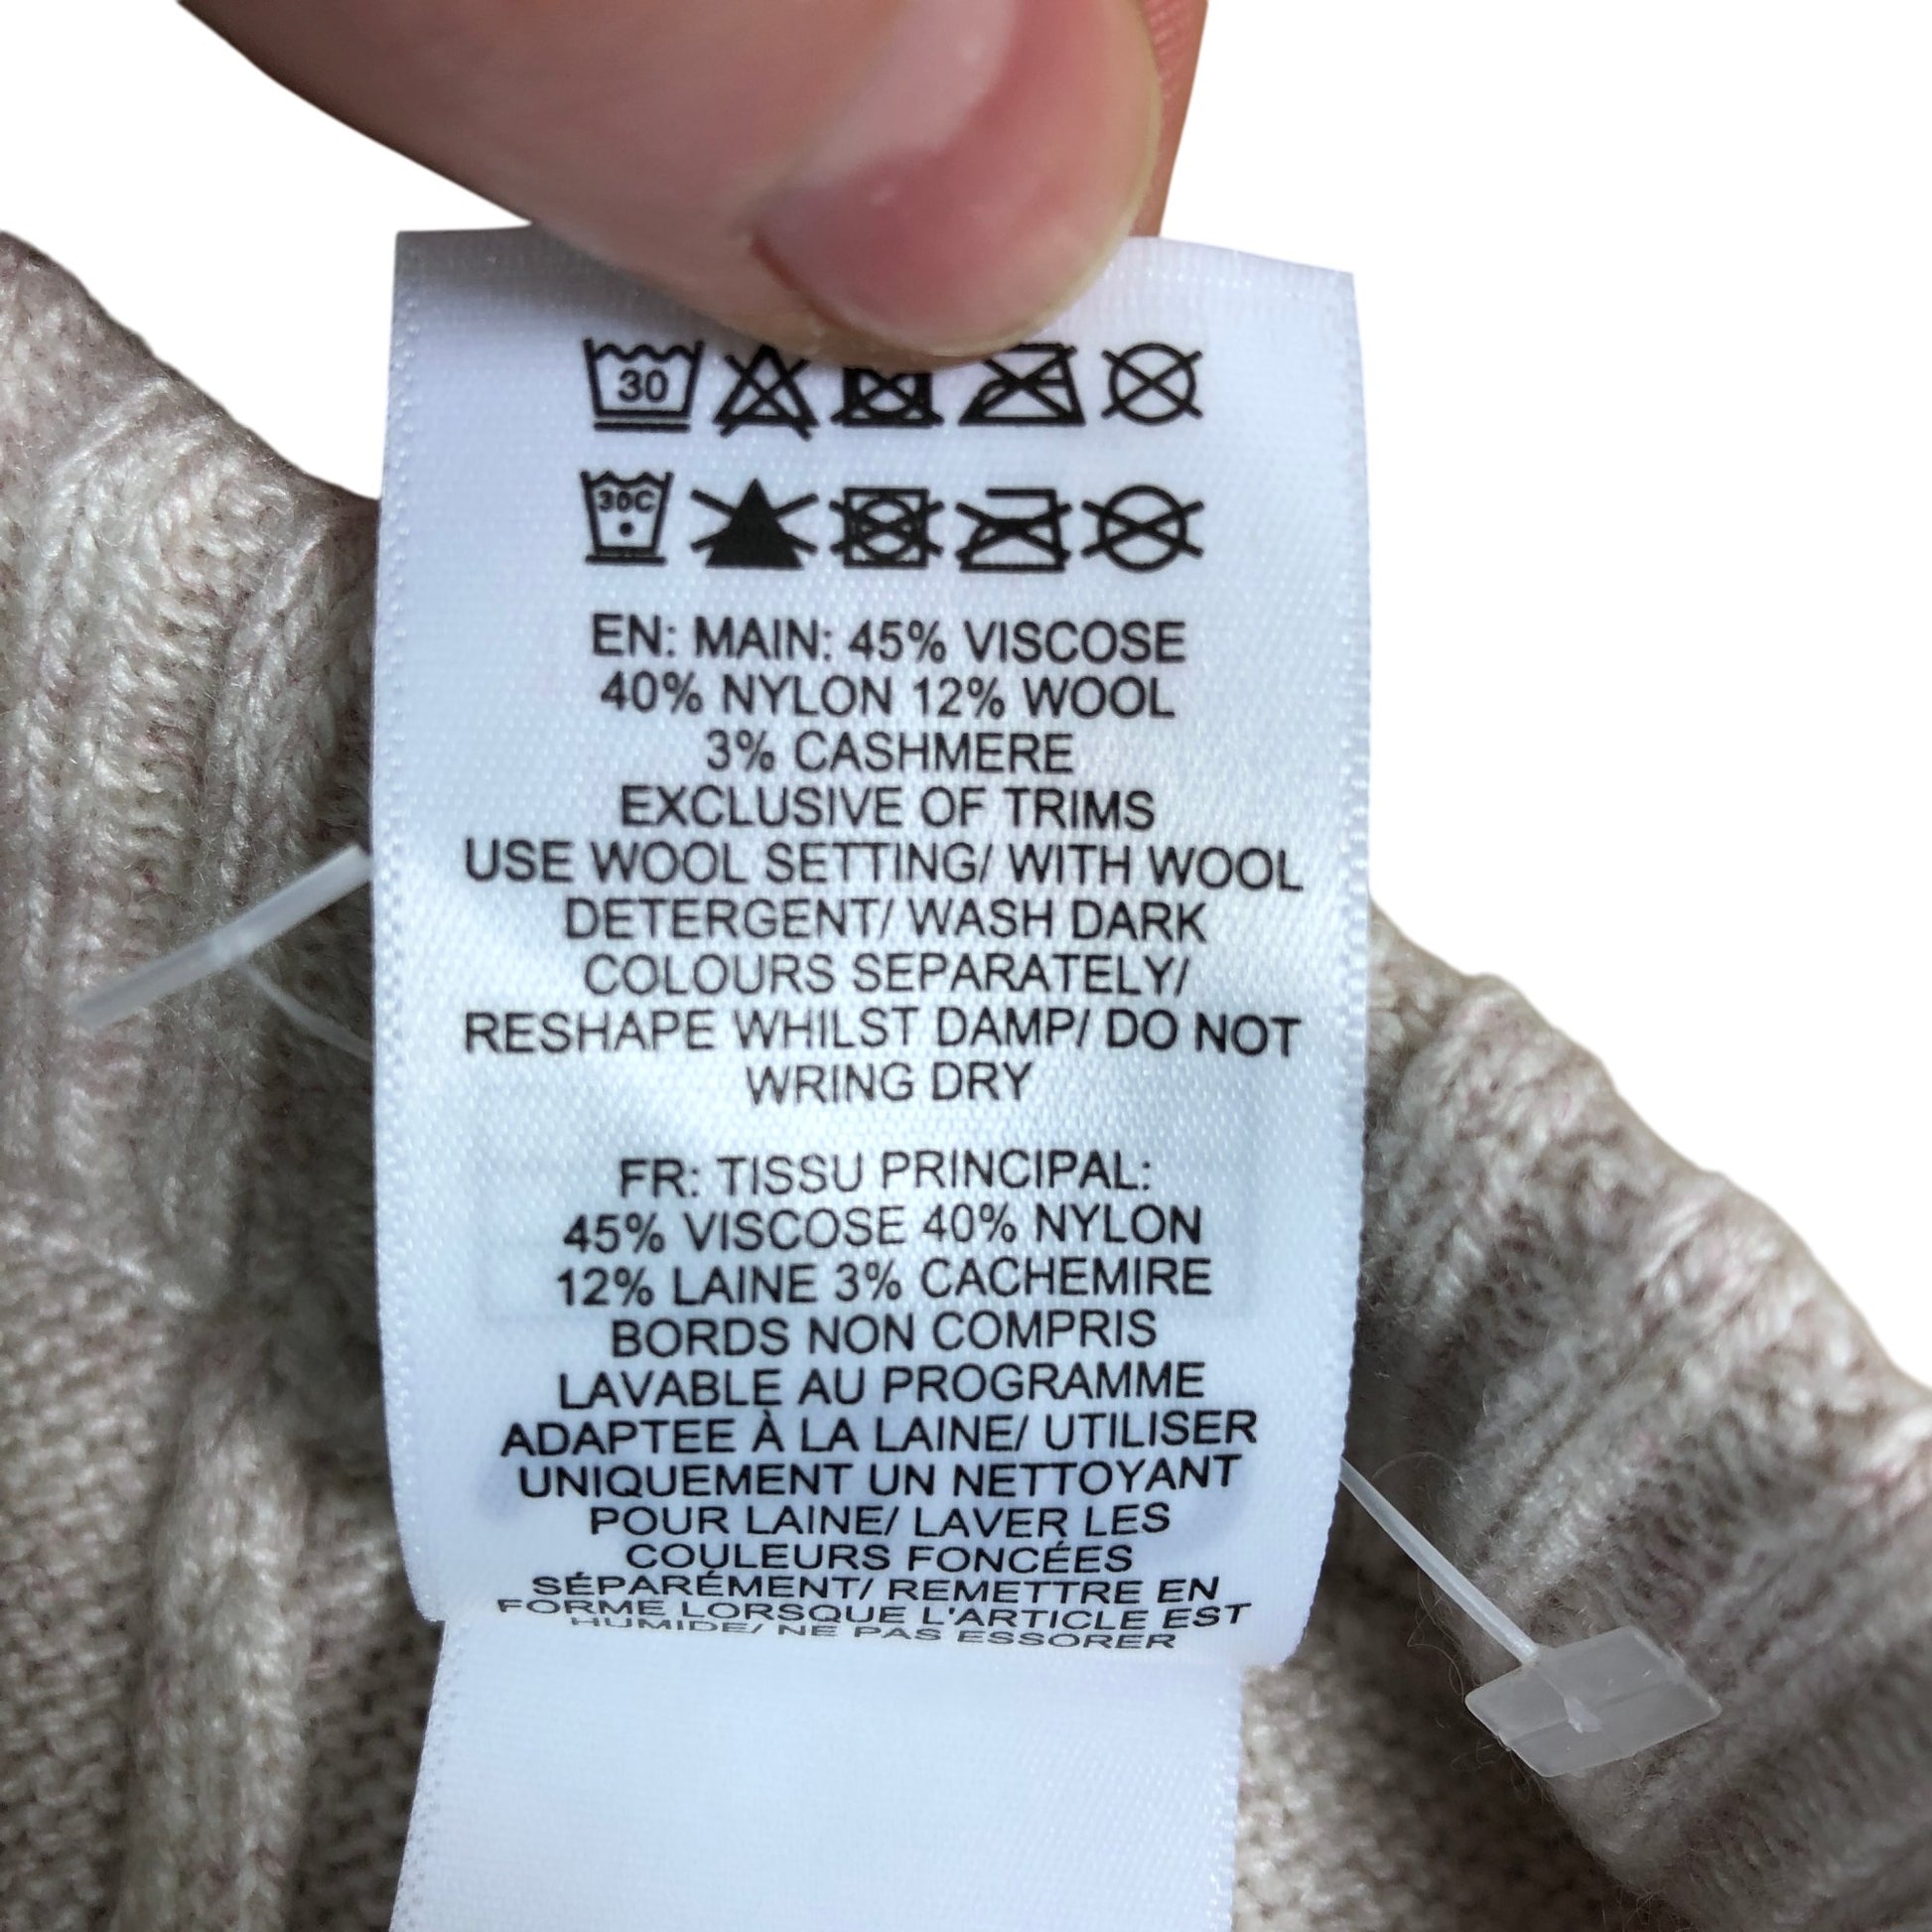 30
30C
EN: MAIN: 45% VISCOSE
40% NYLON 12% WOOL
3% CASHMERE
EXCLUSIVE OF TRIMS
USE WOOL SETTING/ WITH WOOL
DETERGENT/ WASH DARK
COLOURS SEPARATELY/
RESHAPE WHILST DAMP/ DO NOT
WRING DRY
FR: TISSU PRINCIPAL:
45% VISCOSE 40% NYLON
12% LAINE 3% CACHEMIRE
BORDS NON COMPRIS
LAVABLE AU PROGRAMME
ADAPTEE À LA LAINE/ UTILISER
UNIQUEMENT UN NETTOYANT
POUR LAINE/ LAVER LES
COULEURS FONCÉES
SÉPARÉMENT/ REMETTRE EN
FORME LORSQUE L'ARTICLE EST
HUMIDE/ NE PAS ESSORER